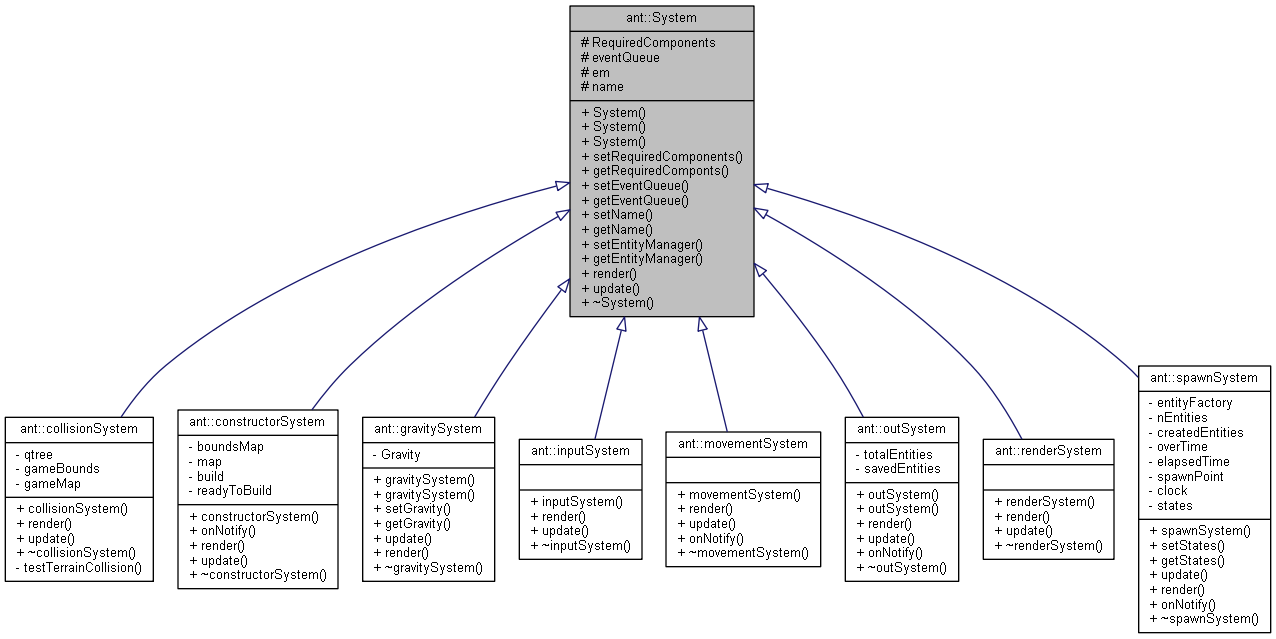 ant::System
# RequiredComponents
# eventQueue
# em
# name
+ System()
+ System()
+ System()
+ setRequiredComponents()
+ getRequiredComponts()
+ setEventQueue()
+ getEventQueue()
+ setName()
+ getName()
+ setEntityManager()
+ getEntityManager()
+ render()
+ update()
+ ~System()
ant::collisionSystem
- qtree
- gameBounds
- gameMap
+ collisionSystem()
+ render()
+ update()
+ ~collisionSystem()
- testTerrainCollision()
ant::constructorSystem
- boundsMap
- map
- build
- readyToBuild
+ constructorSystem()
+ onNotify()
+ render()
+ update()
+ ~constructorSystem()
ant::gravitySystem
- Gravity
+ gravitySystem()
+ gravitySystem()
+ setGravity()
+ getGravity()
+ update()
+ render()
+ ~gravitySystem()
ant::inputSystem
+ inputSystem()
+ render()
+ update()
+ ~inputSystem()
ant::movementSystem
+ movementSystem()
+ render()
+ update()
+ onNotify()
+ ~movementSystem()
ant::outSystem
- totalEntities
- savedEntities
+ outSystem()
+ outSystem()
+ render()
+ update()
+ onNotify()
+ ~outSystem()
ant::renderSystem
+ renderSystem()
+ render()
+ update()
+ ~renderSystem()
ant::spawnSystem
- entityFactory
- nEntities
- createdEntities
- overTime
- elapsedTime
- spawnPoint
- clock
- states
+ spawnSystem()
+ setStates()
+ getStates()
+ update()
+ render()
+ onNotify()
+ ~spawnSystem()